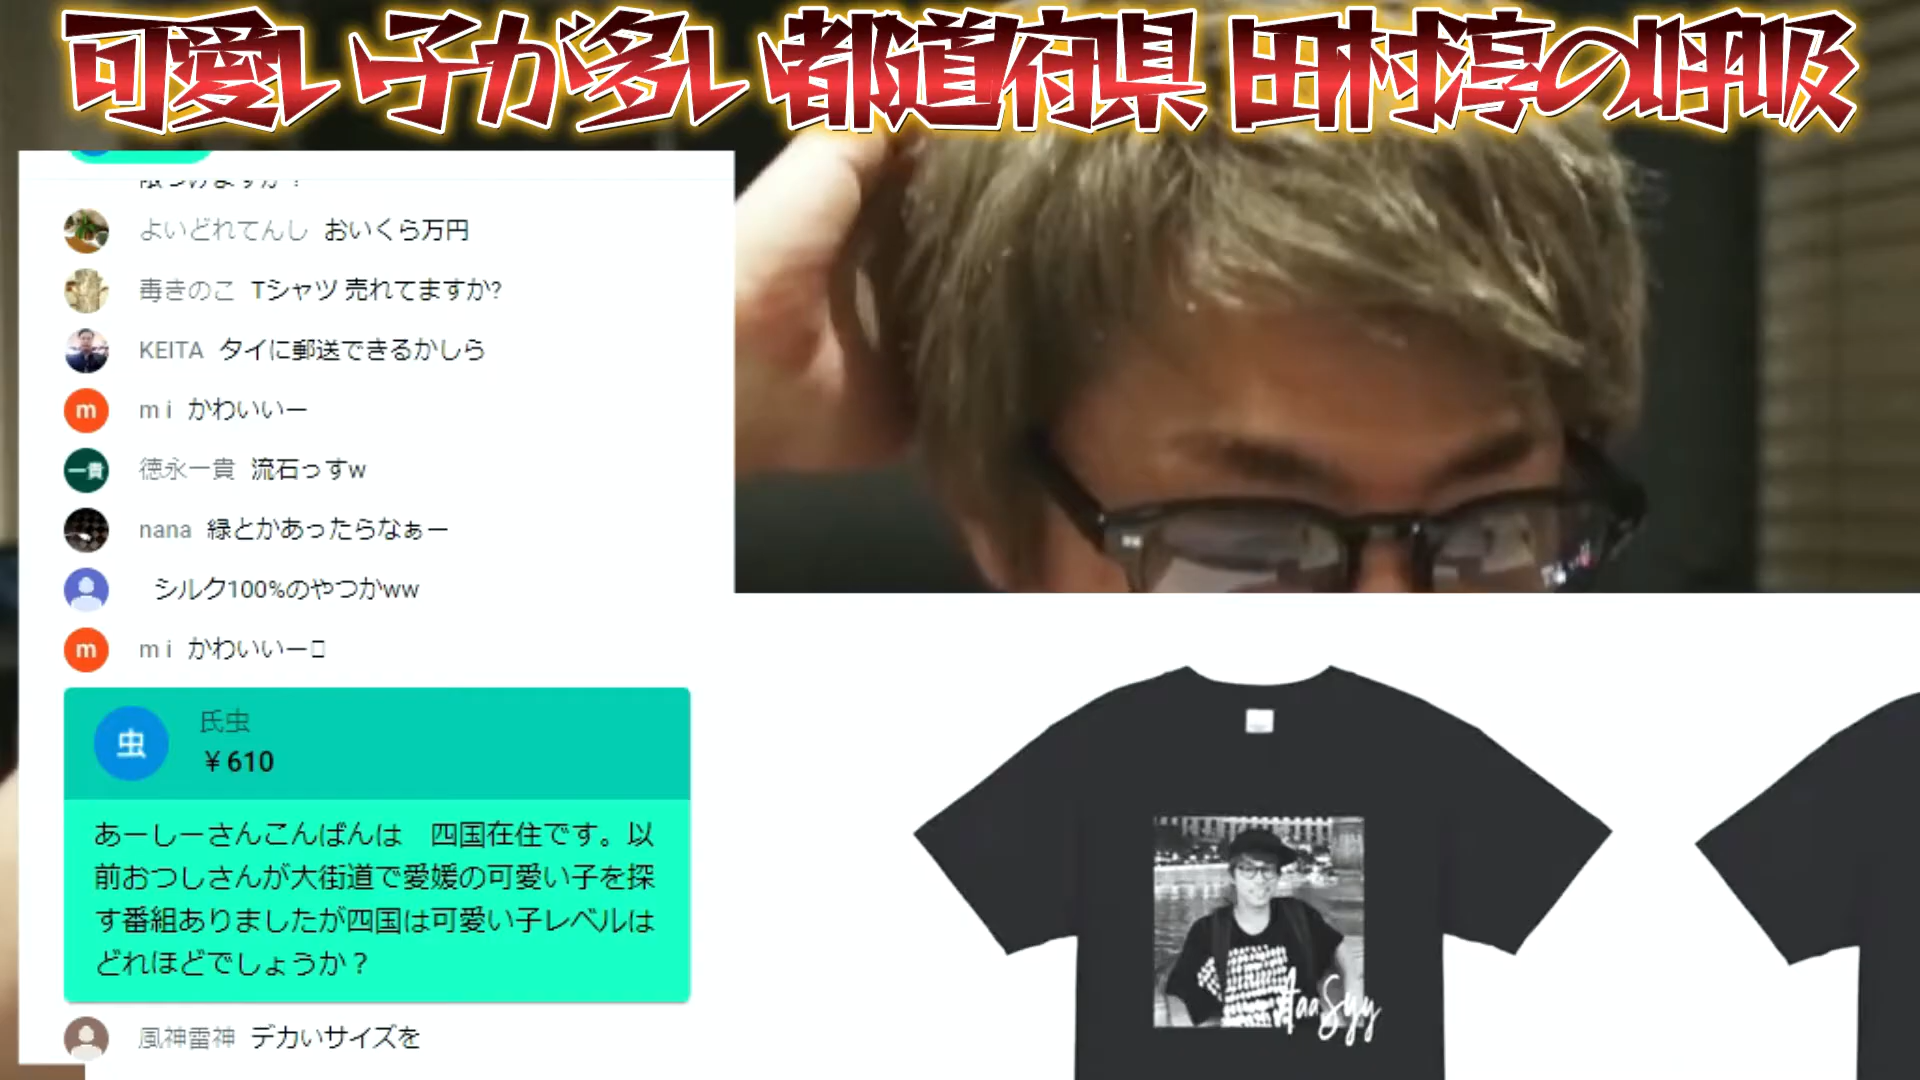 可愛い子が多い都道府県 田村淳の呼吸
限つけますか？
よいどれてんし おいくら万円
毒きのこ Tシャツ 売れてますか?
KEITA タイに郵送できるかしら
m
m i かわいいー
一貴
徳永一貴 流石っすw
nana 緑とかあったらなぁー
シルク100%のやつかww
m
m i かわいいー▯
虫
氏虫
￥610
あーしーさんこんばんは　四国在住です。以
前おつしさんが大街道で愛媛の可愛い子を探
す番組ありましたが四国は可愛い子レベルは
どれほどでしょうか？
風神雷神 デカいサイズを